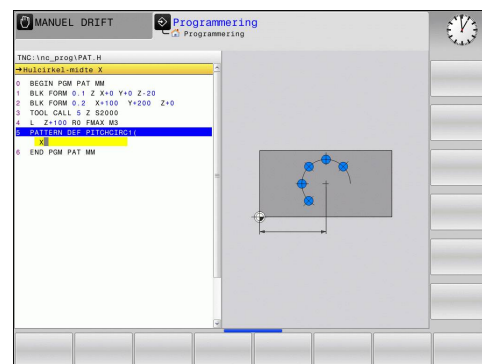 MANUEL DRIFT
Programmering
Programmering
TNC:\nc_prog\PAT.H
→Hulcirkel-midte X
0 BEGIN PGM PAT MM
1 BLK FORM 0.1 Z X+0 Y+0 Z-20
2 BLK FORM 0.2 X+100 Y+200 Z+0
3 TOOL CALL 5 Z S2000
4 L Z+100 R0 FMAX M3
5 PATTERN DEF PITCHCIRC1(
X
6 END PGM PAT MM